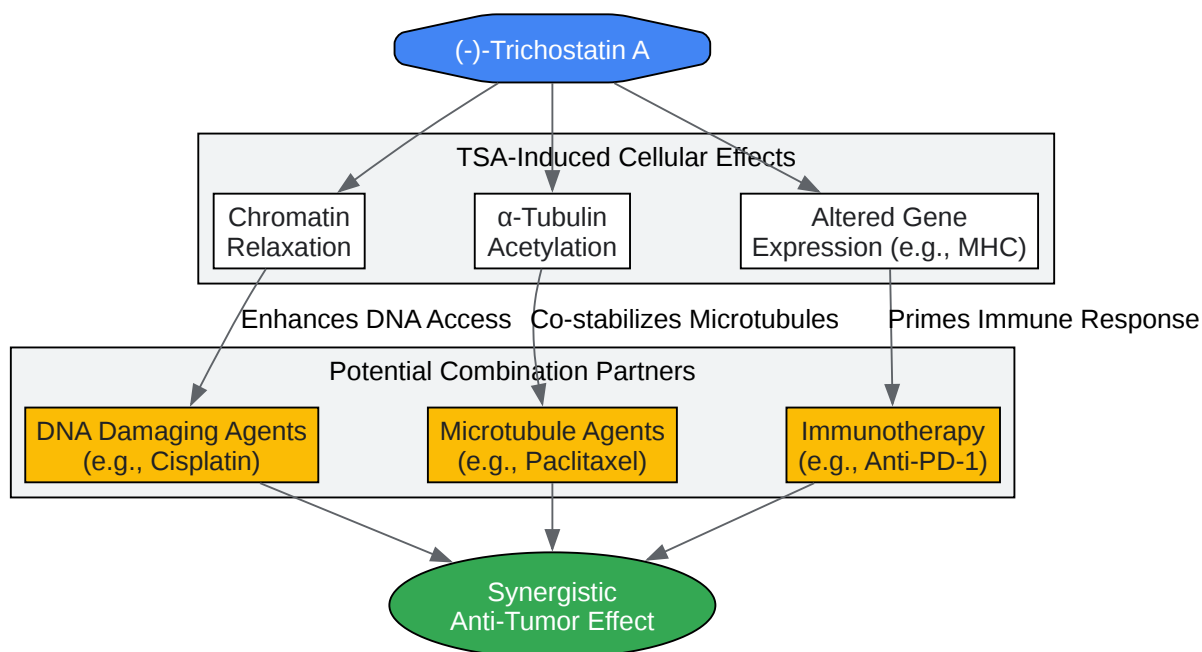 (-)-Trichostatin A
TSA-Induced Cellular Effects
Chromatin
Relaxation
α-Tubulin
Acetylation
Altered Gene
Expression (e.g., MHC)
Enhances DNA Access
Co-stabilizes Microtubules
Primes Immune Response
Potential Combination Partners
DNA Damaging Agents
(e.g., Cisplatin)
Microtubule Agents
(e.g., Paclitaxel)
Immunotherapy
(e.g., Anti-PD-1)
Synergistic
Anti-Tumor Effect